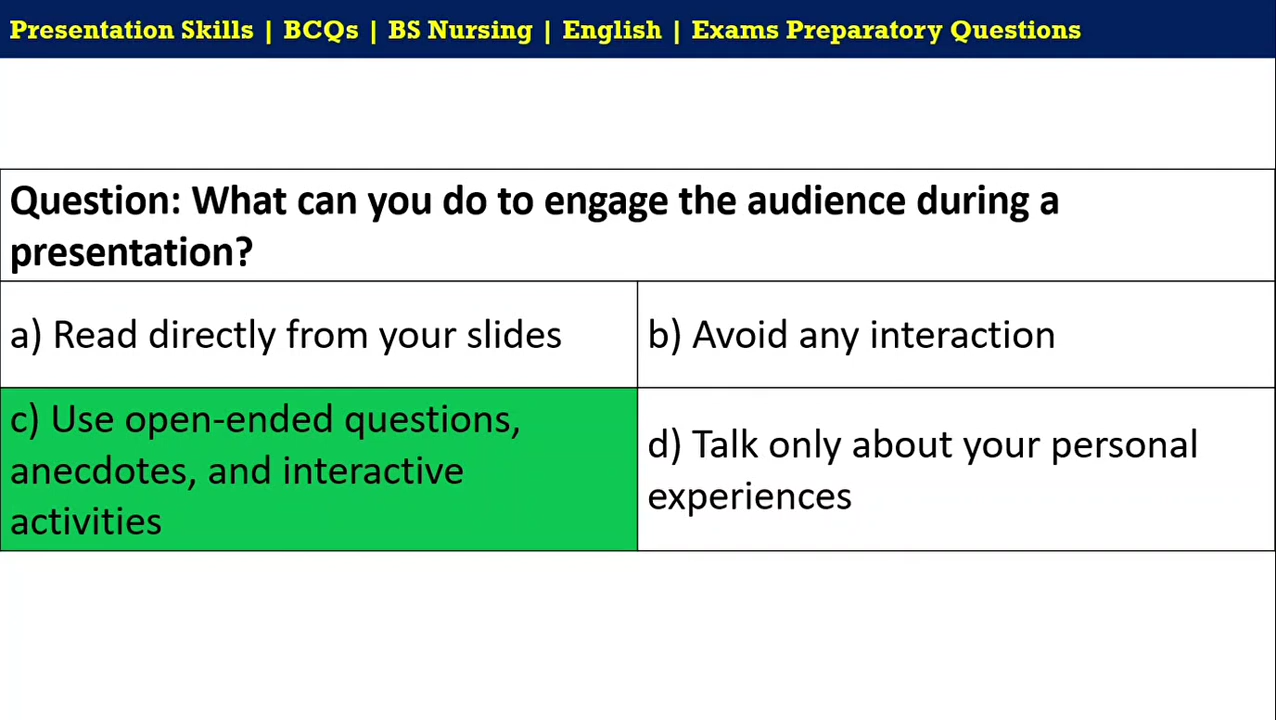 Presentation Skills | BCQs | BS Nursing | English | Exams Preparatory Questions
Question: What can you do to engage the audience during a
presentation?
a) Read directly from your slides
b) Avoid any interaction
c) Use open-ended questions,
anecdotes, and interactive
activities
d) Talk only about your personal
experiences